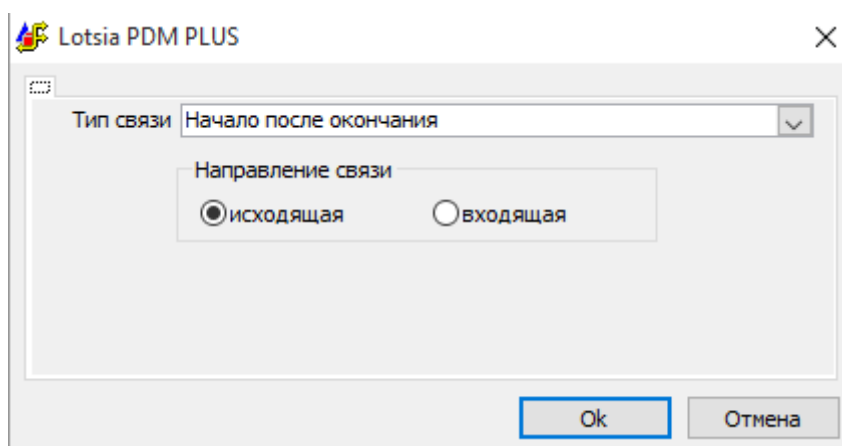 Lotsia PDM PLUS
Тип связи Начало после окончания
Направление связи
исходящая входящая
Ok Отмена